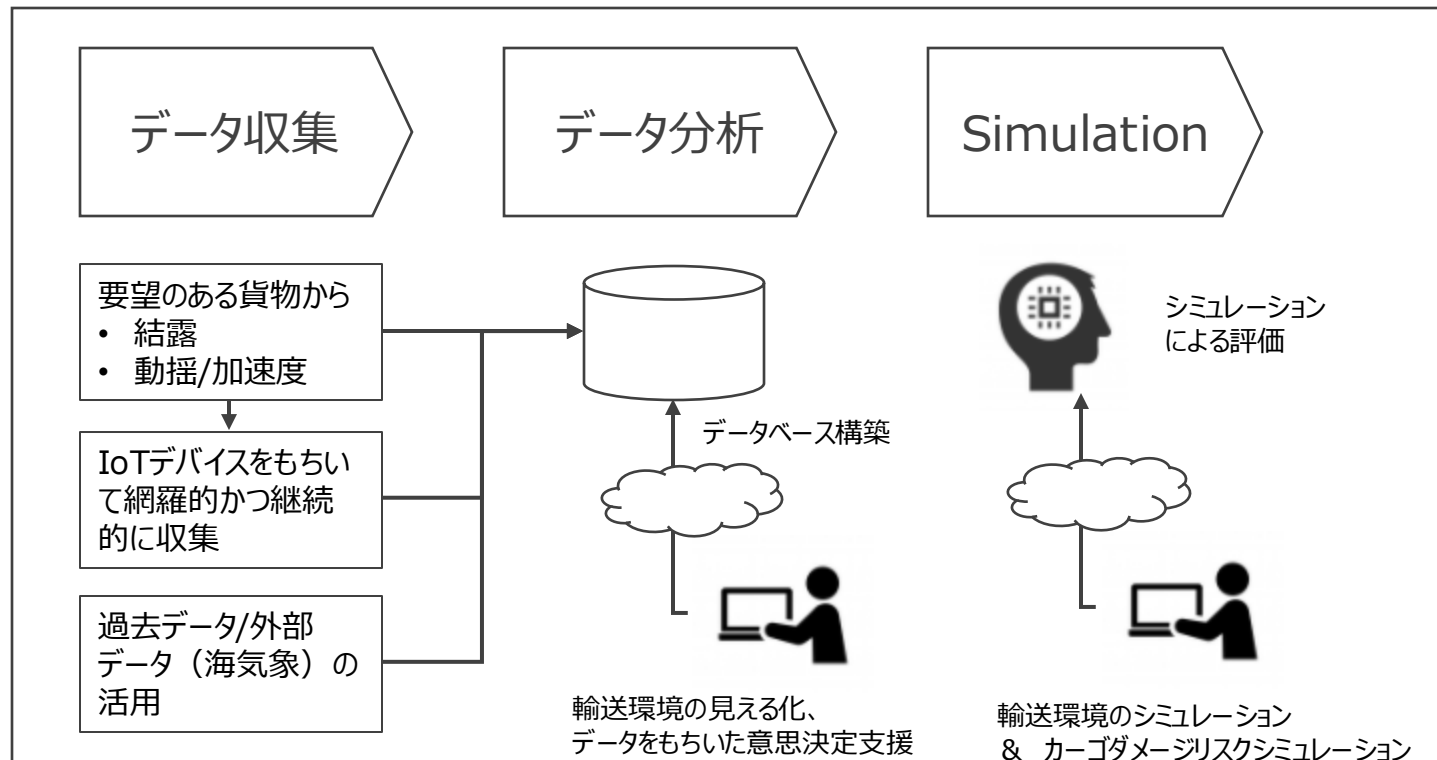 データ収集
データ分析
Simulation
要望のある貨物から
• 結露
• 動揺/加速度
IoTデバイスをもちい
て網羅的かつ継続
的に収集
過去データ/外部
データ（海気象）の
活用
データベース構築
輸送環境の見える化、
データをもちいた意思決定支援
シミュレーション
による評価
輸送環境のシミュレーション
& カーゴダメージリスクシミュレーション